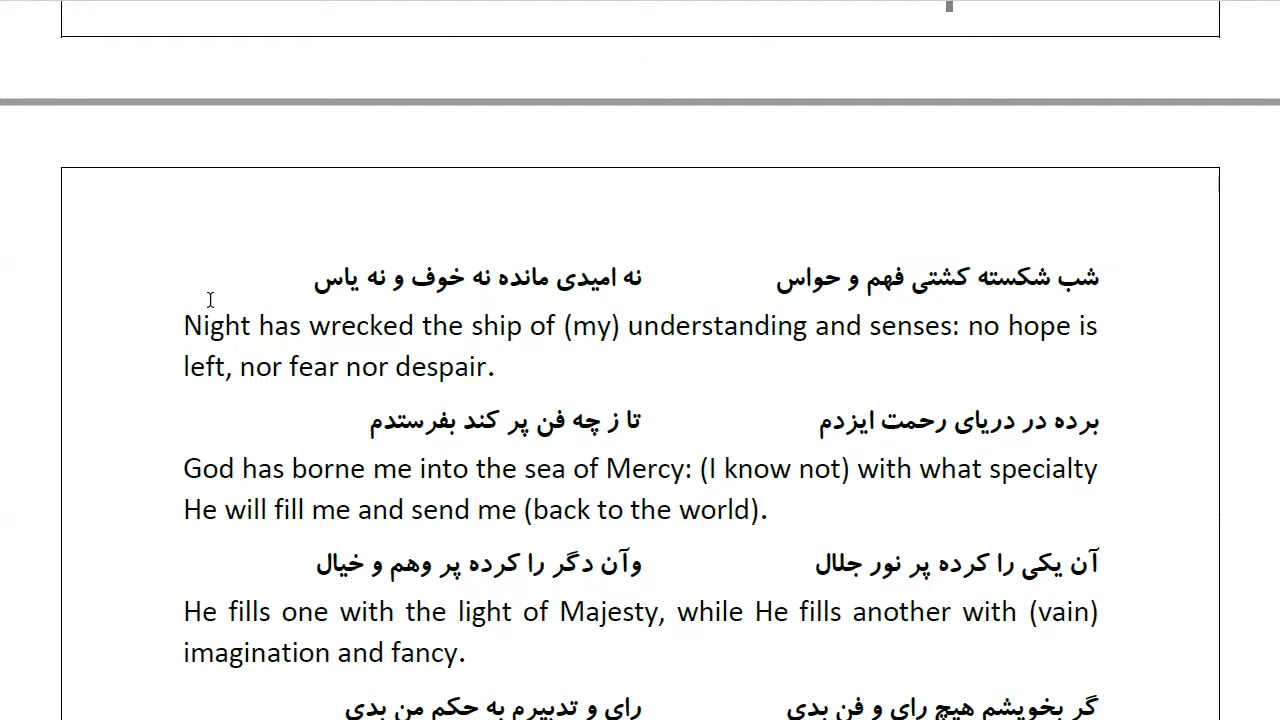 شب شکسته کشتی فهم و حواس نه امیدی مانده نه خوف و نه یاس
Night has wrecked the ship of (my) understanding and senses: no hope is
left, nor fear nor despair.
برده در دریای رحمت ایزدم تا ز چه فن پر کند بفرستدم
God has borne me into the sea of Mercy: (I know not) with what specialty
He will fill me and send me (back to the world).
آن یکی را کرده پر نور جلال وآن دگر را کرده پر وهم و خیال
He fills one with the light of Majesty, while He fills another with (vain)
imagination and fancy.
گر بخویشم هیچ رای و فن بدی رای و تدبیرم به حکم من بدی